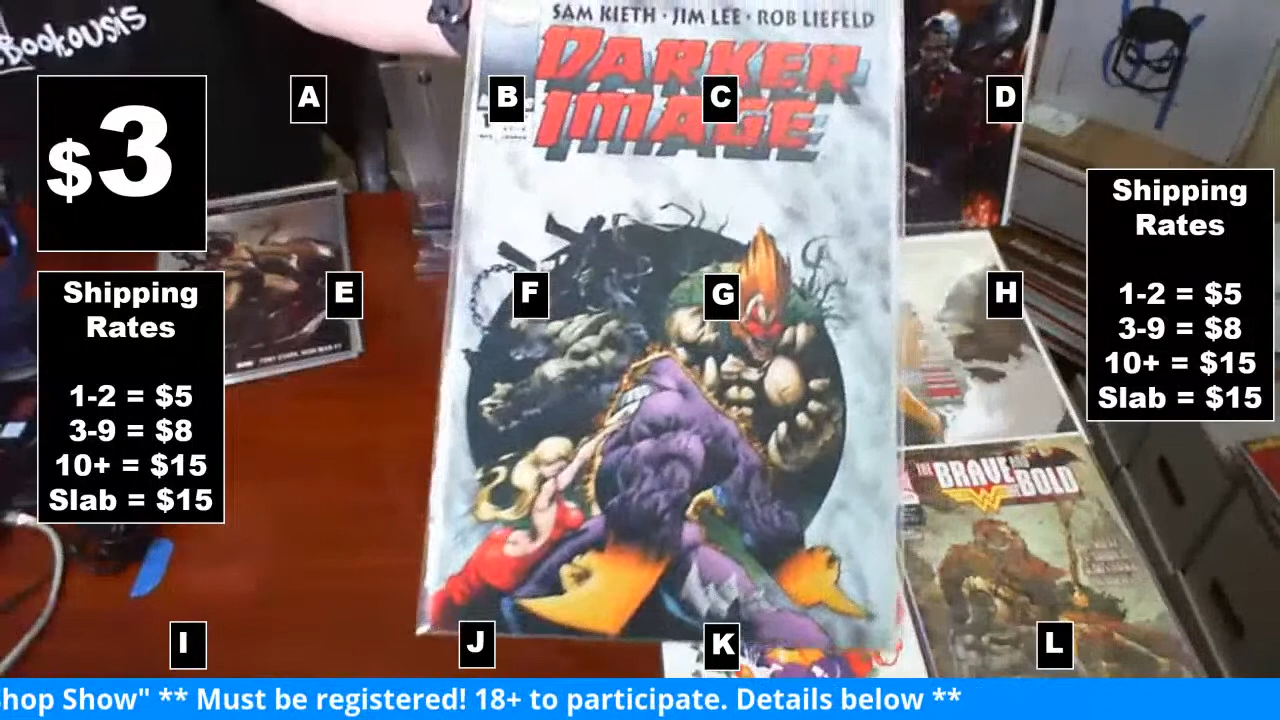 Bookousis
SAM KIETH · JIM LEE · ROB LIEFELD
DARKER
IMAGE
A
B
C
D
$3
Shipping
Rates
1-2 = $5
3-9 = $8
10+ = $15
Slab = $15
E
F
G
H
Shipping
Rates
1-2 = $5
3-9 = $8
10+ = $15
Slab = $15
THE BRAVE AND
BOLD
I
J
K
L
hop Show" ** Must be registered! 18+ to participate. Details below **